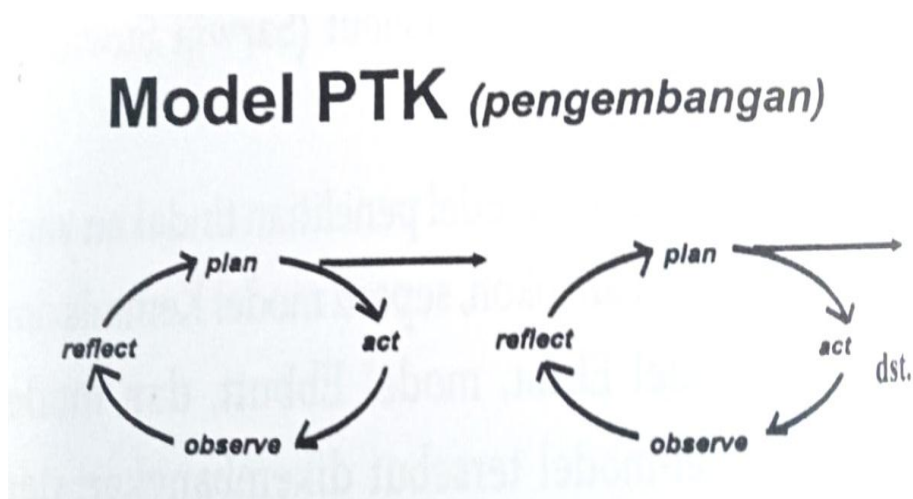 Model PTK (pengembangan)
plan plan
reflect act reflect act
dst.
observe observe